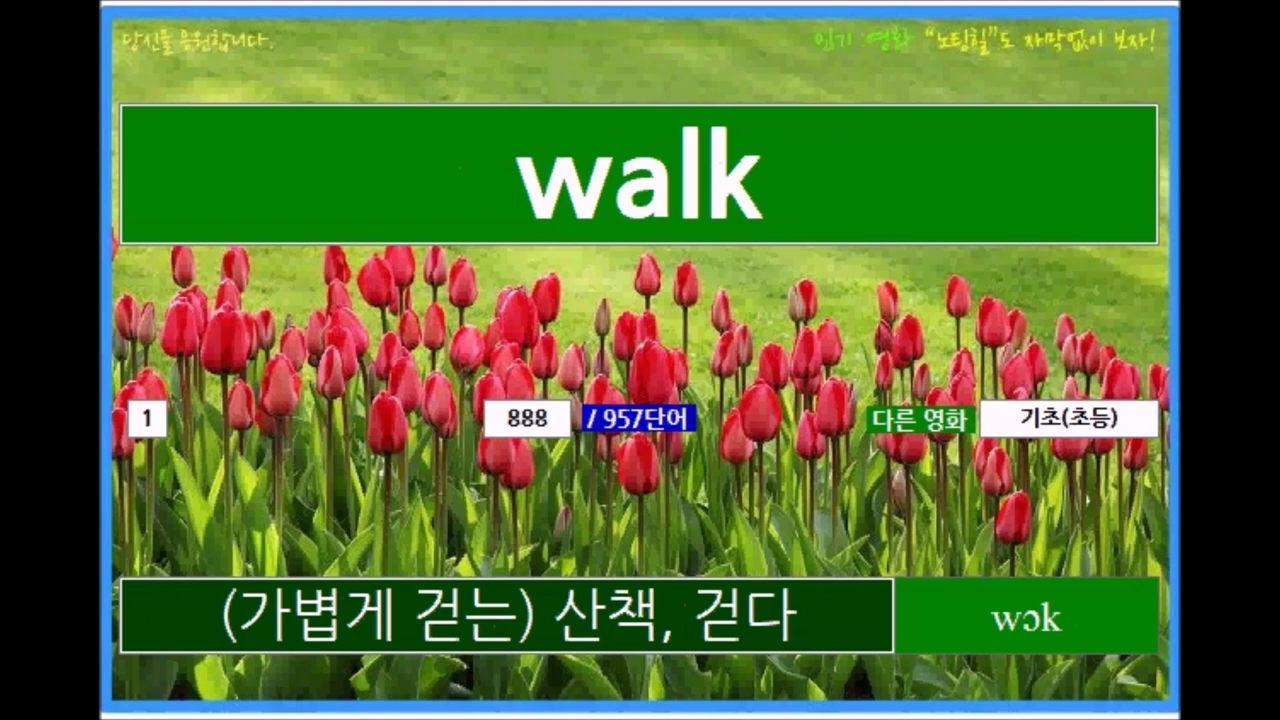 당신을 응원합니다.
인기 영화 “노팅힐”도 자막없이 보자!
walk
1
888
/ 957단어
다른 영화
기초(초등)
(가볍게 걷는) 산책, 걷다
wɔk